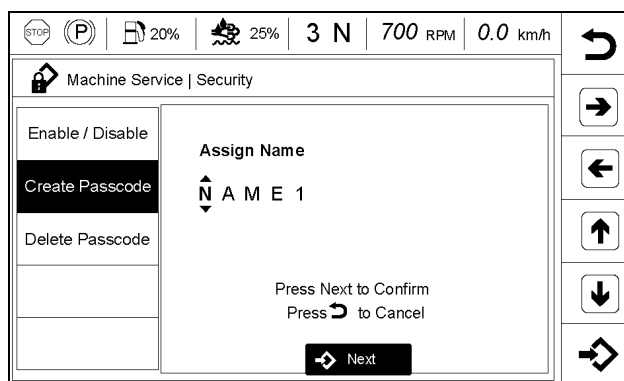 STOP P 20% 25% 3 N 700 RPM 0.0 km/h
Machine Service | Security
Enable / Disable
Create Passcode
Delete Passcode
Assign Name
N A M E 1
Press Next to Confirm
Press to Cancel
Next